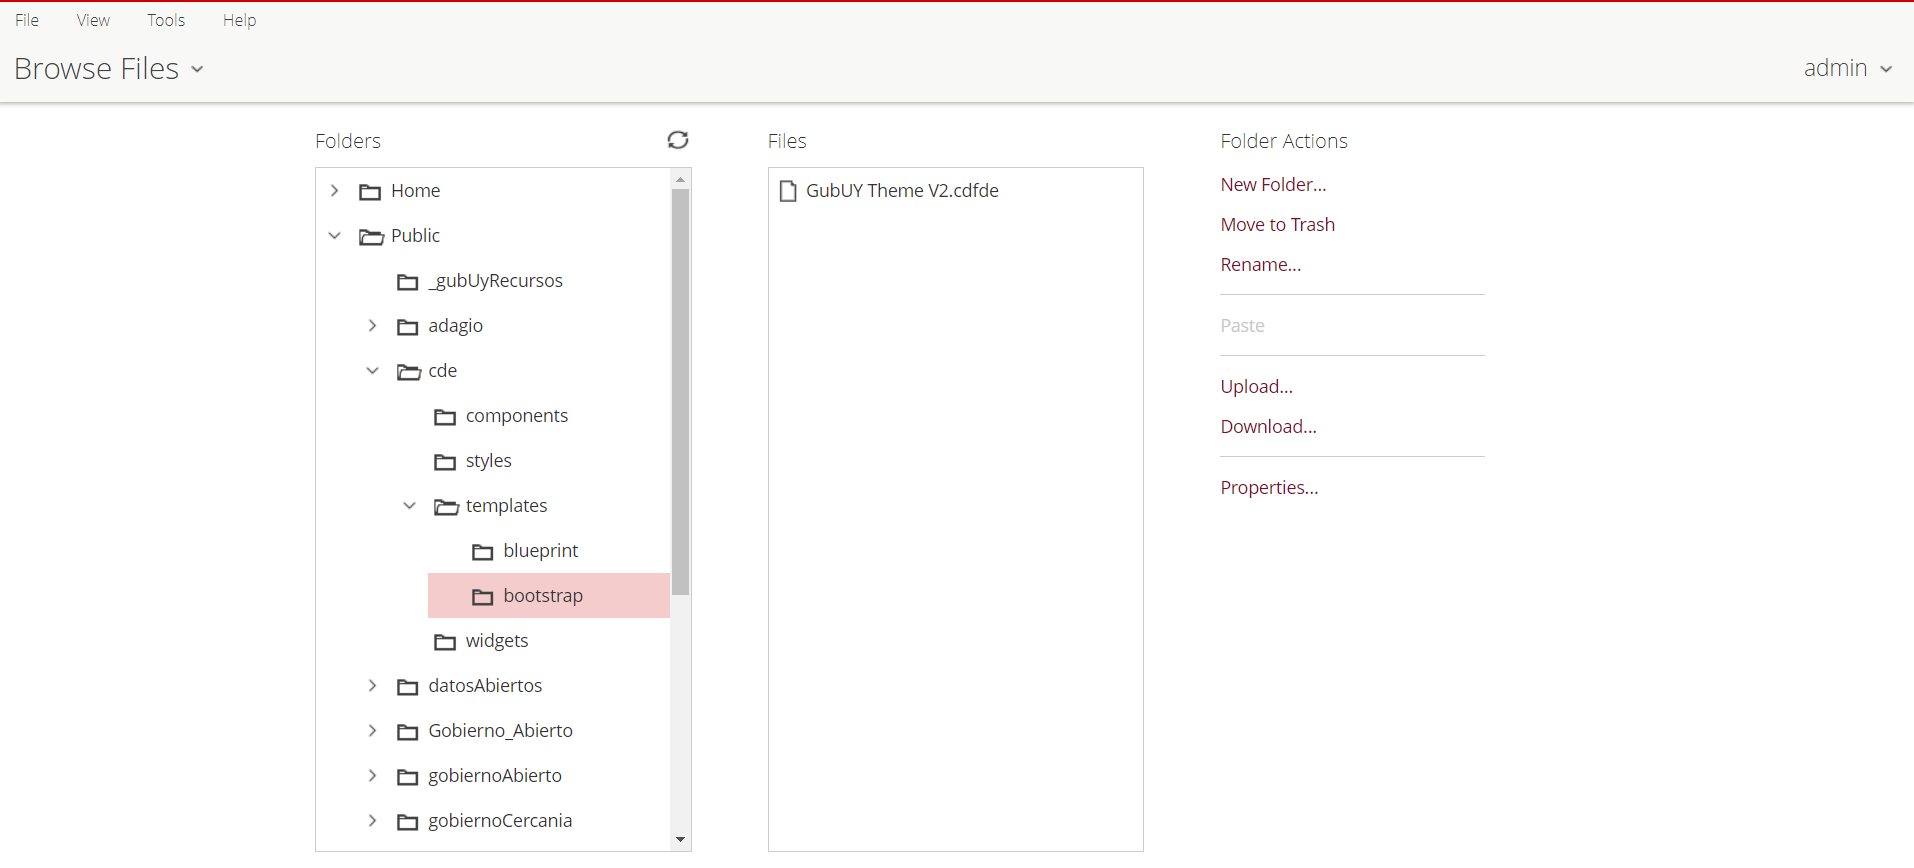 File View Tools Help
Browse Files
admin
Folders
Home
Public
_gubUyRecursos
adagio
cde
components
styles
templates
blueprint
bootstrap
widgets
datosAbiertos
Gobierno_Abierto
gobiernoAbierto
gobiernoCercania
Files
GubUY Theme V2.cdfde
Folder Actions
New Folder...
Move to Trash
Rename...
Paste
Upload...
Download...
Properties...